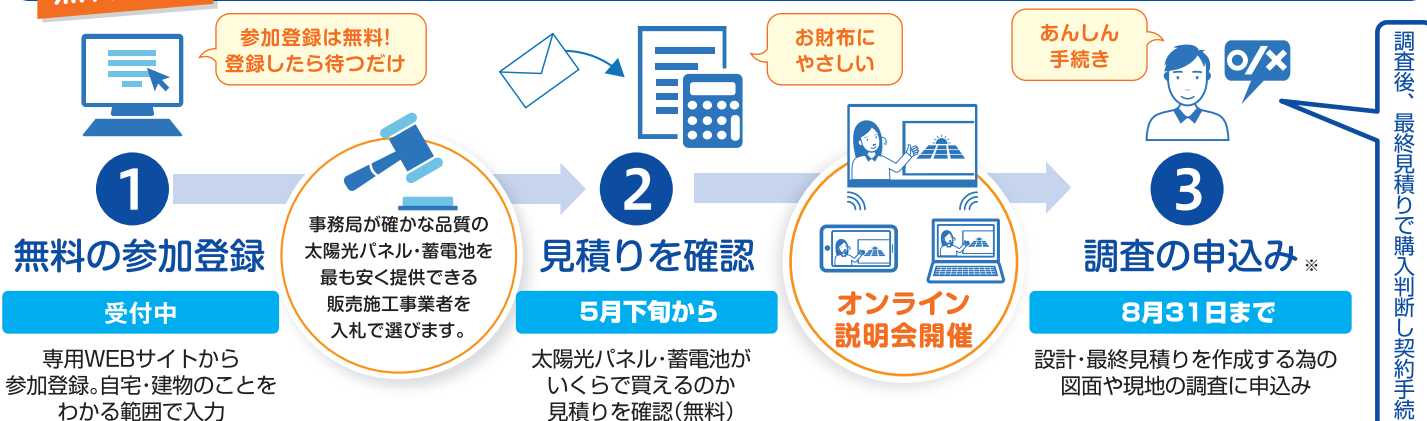 参加登録は無料!
登録したら待つだけ
1
無料の参加登録
受付中
専用WEBサイトから
参加登録。自宅・建物のことを
わかる範囲で入力
事務局が確かな品質の
太陽光パネル・蓄電池を
最も安く提供できる
販売施工事業者を
入札で選びます。
お財布に
やさしい
2
見積りを確認
5月下旬から
太陽光パネル・蓄電池が
いくらで買えるのか
見積りを確認(無料)
オンライン
説明会開催
あんしん
手続き
○/×
3
調査の申込み※
8月31日まで
設計・最終見積りを作成する為の
図面や現地の調査に申込み
調査後、最終見積りで購入判断し契約手続